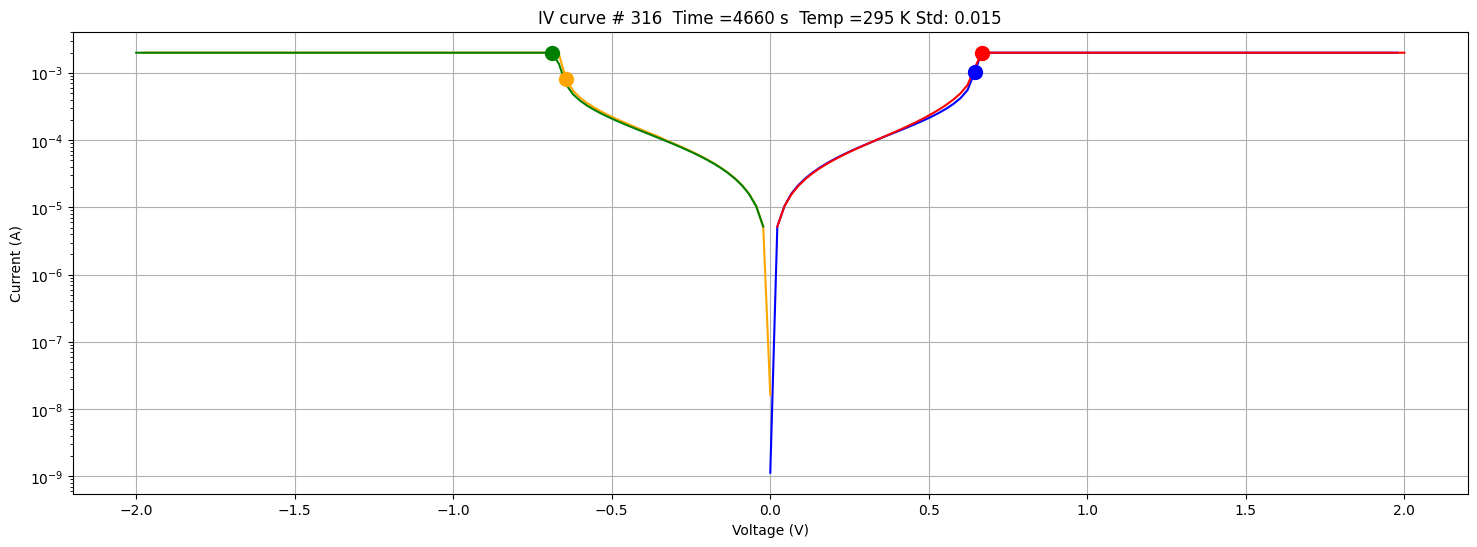 IV curve # 316  Time =4660 s  Temp =295 K Std: 0.015
Current (A)
10⁻³
10⁻⁴
10⁻⁵
10⁻⁶
10⁻⁷
10⁻⁸
10⁻⁹
−2.0 −1.5 −1.0 −0.5 0.0 0.5 1.0 1.5 2.0
Voltage (V)